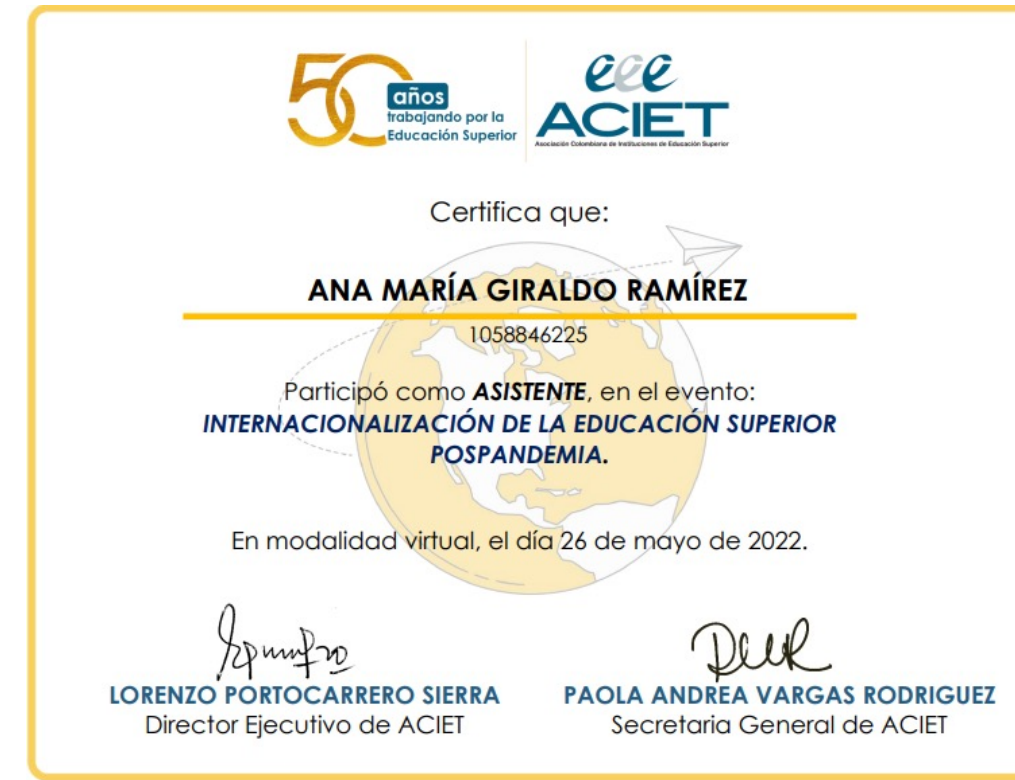 50 años
trabajando por la
Educación Superior
eee
ACIET
Asociación Colombiana de Instituciones de Educación Superior
Certifica que:
ANA MARÍA GIRALDO RAMÍREZ
1058846225
Participó como ASISTENTE, en el evento:
INTERNACIONALIZACIÓN DE LA EDUCACIÓN SUPERIOR
POSPANDEMIA.
En modalidad virtual, el día 26 de mayo de 2022.
LORENZO PORTOCARRERO SIERRA
Director Ejecutivo de ACIET
PAOLA ANDREA VARGAS RODRIGUEZ
Secretaria General de ACIET